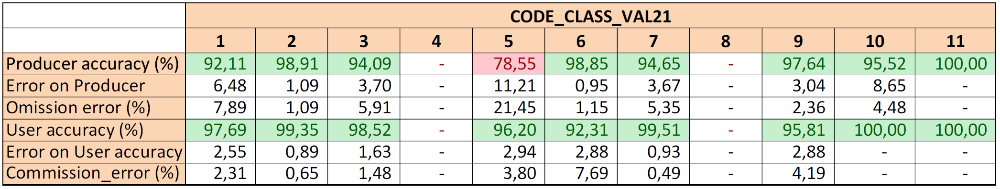 CODE_CLASS_VAL21
1 2 3 4 5 6 7 8 9 10 11
Producer accuracy (%) 92,11 98,91 94,09 - 78,55 98,85 94,65 - 97,64 95,52 100,00
Error on Producer 6,48 1,09 3,70 - 11,21 0,95 3,67 - 3,04 8,65 -
Omission error (%) 7,89 1,09 5,91 - 21,45 1,15 5,35 - 2,36 4,48 -
User accuracy (%) 97,69 99,35 98,52 - 96,20 92,31 99,51 - 95,81 100,00 100,00
Error on User accuracy 2,55 0,89 1,63 - 2,94 2,88 0,93 - 2,88 - -
Commission_error (%) 2,31 0,65 1,48 - 3,80 7,69 0,49 - 4,19 - -